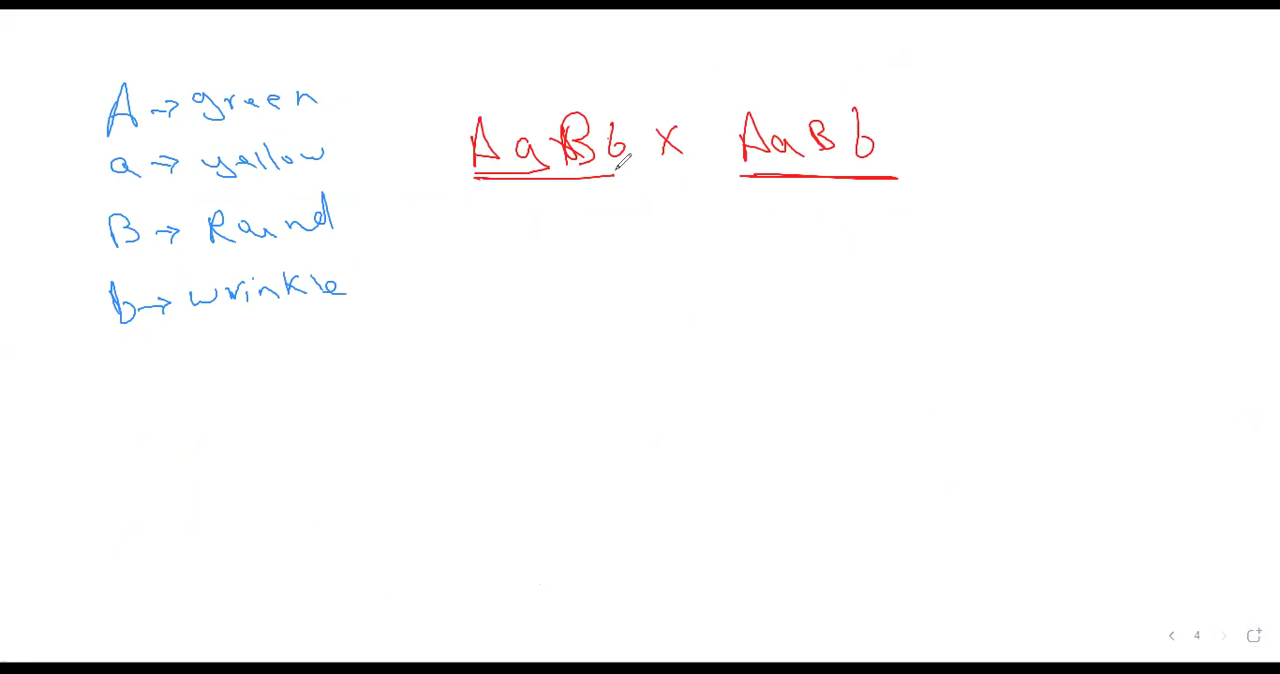 A → green
a → yellow
B → Raund
b → wrinkle
AaBb x AaBb
4